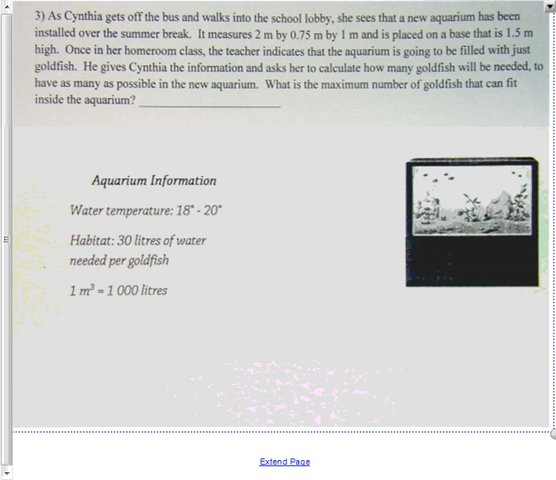 3) As Cynthia gets off the bus and walks into the school lobby, she sees that a new aquarium has been
installed over the summer break. It measures 2 m by 0.75 m by 1 m and is placed on a base that is 1.5 m
high. Once in her homeroom class, the teacher indicates that the aquarium is going to be filled with just
goldfish. He gives Cynthia the information and asks her to calculate how many goldfish will be needed, to
have as many as possible in the new aquarium. What is the maximum number of goldfish that can fit
inside the aquarium? ____________________
Aquarium Information
Water temperature: 18° - 20°
Habitat: 30 litres of water
needed per goldfish
1 m³ = 1 000 litres
Extend Page